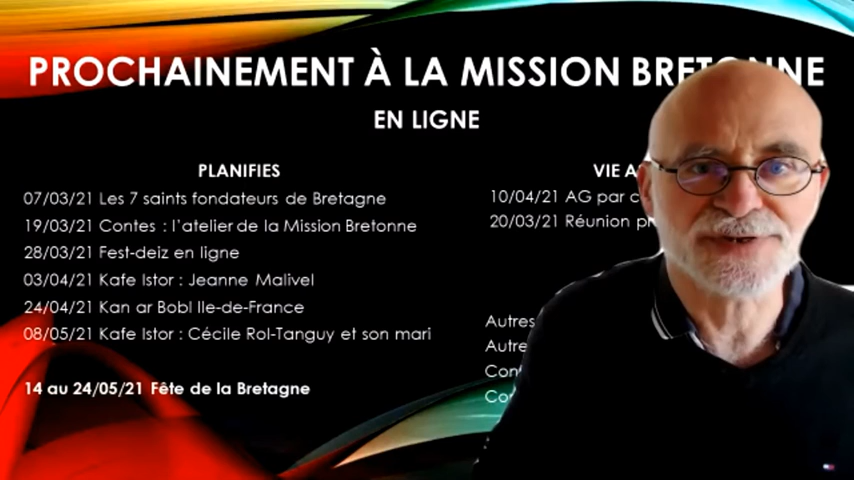 PROCHAINEMENT À LA MISSION BRETONNE
EN LIGNE
PLANIFIES
07/03/21 Les 7 saints fondateurs de Bretagne
19/03/21 Contes : l'atelier de la Mission Bretonne
28/03/21 Fest-deiz en ligne
03/04/21 Kafe Istor : Jeanne Malivel
24/04/21 Kan ar Bobl Ile-de-France
08/05/21 Kafe Istor : Cécile Rol-Tanguy et son mari
14 au 24/05/21 Fête de la Bretagne
VIE
10/04/21 AG par
20/03/21 Réunion
Autres